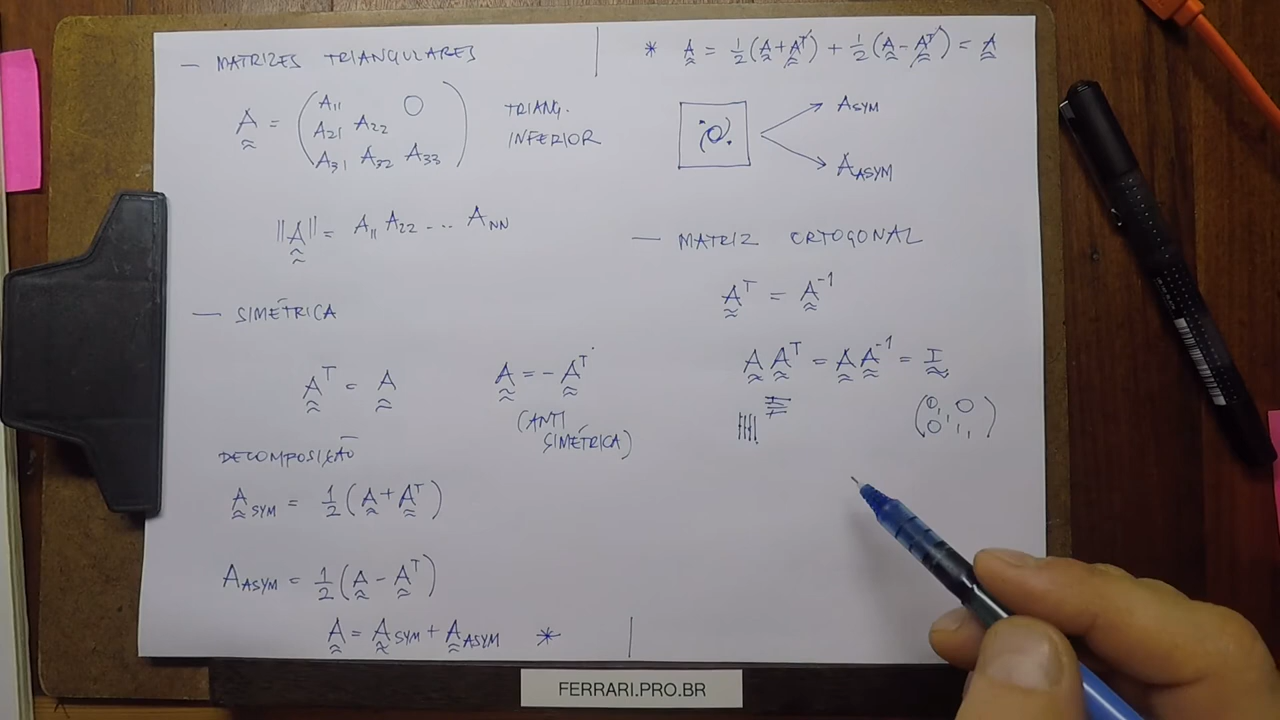 — MATRIZES TRIANGULARES
A = ( A11 0
A21 A22
A31 A32 A33 )
TRIANG.
INFERIOR
||A|| = A11 A22 --- ANN
— SIMÉTRICA
A^T = A
A = - A^T
(ANTI
SIMÉTRICA)
DECOMPOSIÇÃO
A SYM = 1/2 (A + A^T)
A ASYM = 1/2 (A - A^T)
A = A SYM + A ASYM *
* A = 1/2 (A + A^T) + 1/2 (A - A^T) = A
A SYM
A ASYM
— MATRIZ ORTOGONAL
A^T = A^-1
A A^T = A A^-1 = I
FERRARI.PRO.BR